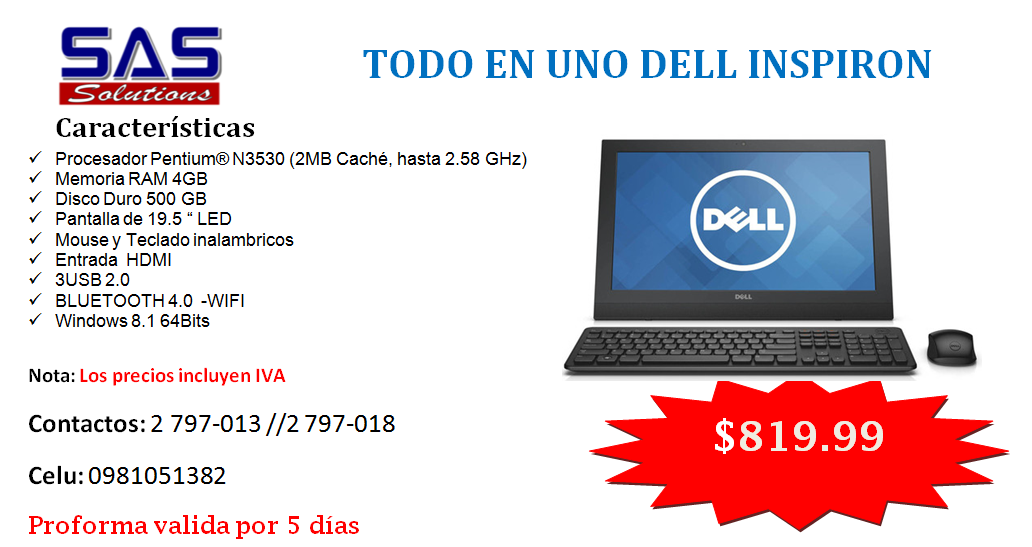 SAS
Solutions
TODO EN UNO DELL INSPIRON
Características
Procesador Pentium® N3530 (2MB Caché, hasta 2.58 GHz)
Memoria RAM 4GB
Disco Duro 500 GB
Pantalla de 19.5 “ LED
Mouse y Teclado inalambricos
Entrada  HDMI
3USB 2.0
BLUETOOTH 4.0  -WIFI
Windows 8.1 64Bits
DELL
DELL
Nota: Los precios incluyen IVA
Contactos: 2 797-013 //2 797-018
$819.99
Celu: 0981051382
Proforma valida por 5 días